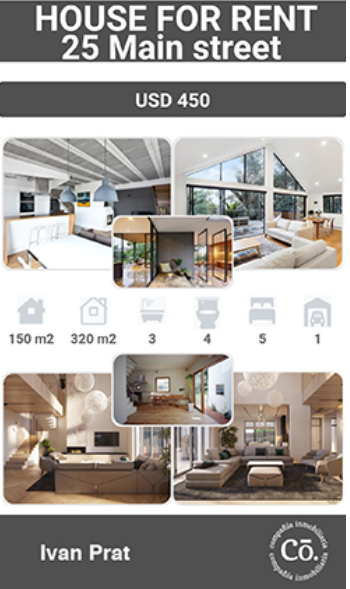 HOUSE FOR RENT
25 Main street
USD 450
150 m2 320 m2 3 4 5 1
Ivan Prat
compañía inmobiliaria
Cō.
compañía inmobiliaria